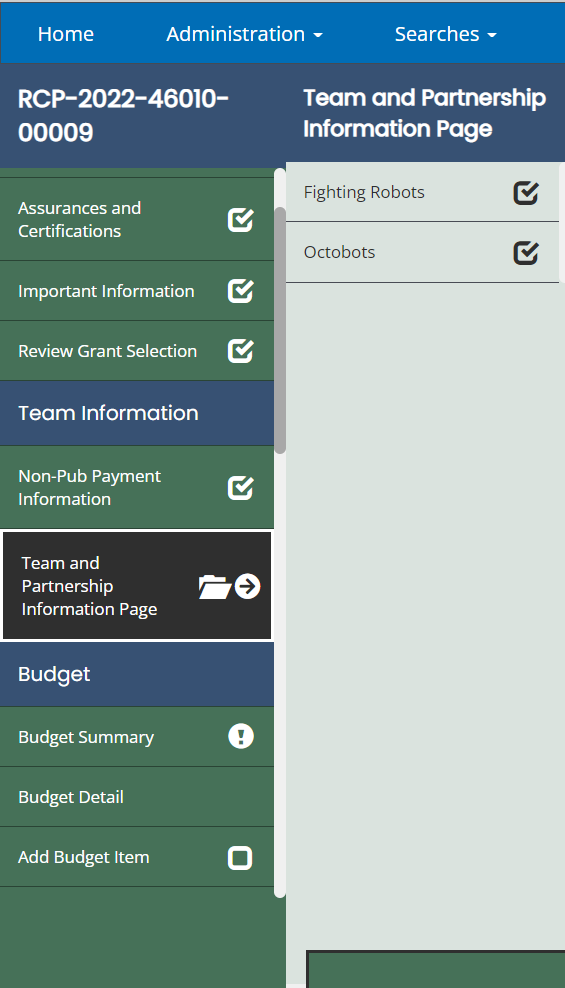 Home Administration Searches
RCP-2022-46010-
00009
Assurances and
Certifications
Important Information
Review Grant Selection
Team Information
Non-Pub Payment
Information
Team and
Partnership
Information Page
Budget
Budget Summary
Budget Detail
Add Budget Item
Team and Partnership
Information Page
Fighting Robots
Octobots